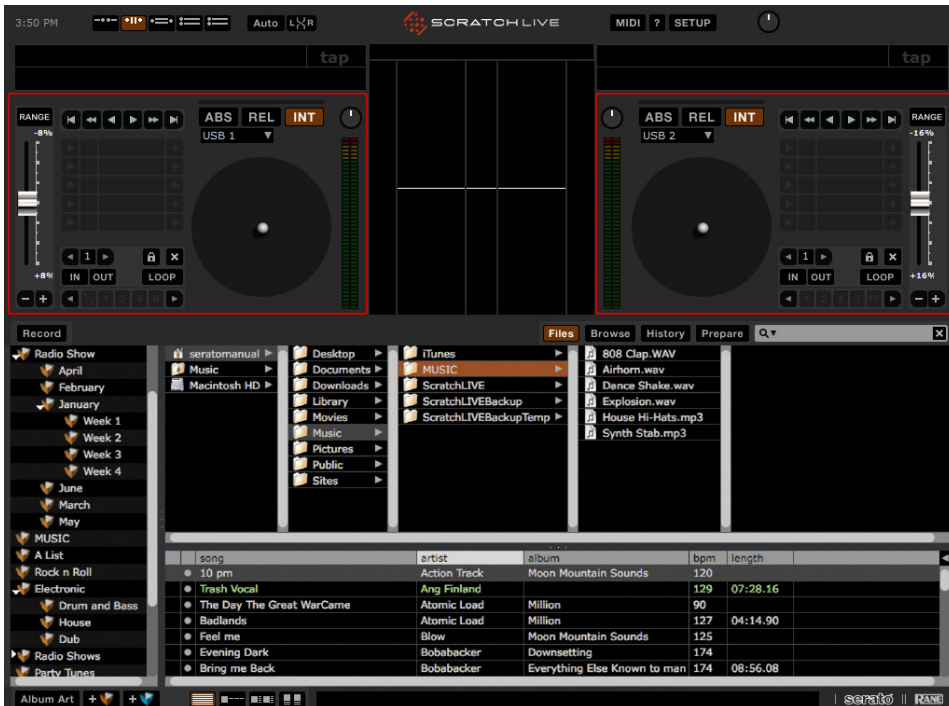 3:50 PM Auto L R SCRATCH LIVE MIDI ? SETUP
tap tap
RANGE ABS REL INT ABS REL INT RANGE
-8% USB 1 USB 2 -16%
1 1
+8% IN OUT LOOP IN OUT LOOP +16%
Record Files Browse History Prepare
Radio Show
April
February
January
Week 1
Week 2
Week 3
Week 4
June
March
May
MUSIC
A List
Rock n Roll
Electronic
Drum and Bass
House
Dub
Radio Shows
Party Tunes
seratomanual
Music
Macintosh HD
Desktop
Documents
Downloads
Library
Movies
Music
Pictures
Public
Sites
iTunes
MUSIC
ScratchLIVE
ScratchLIVEBackup
ScratchLIVEBackupTemp
808 Clap.WAV
Airhorn.wav
Dance Shake.wav
Explosion.wav
House Hi-Hats.mp3
Synth Stab.mp3
song artist album bpm length
10 pm Action Track Moon Mountain Sounds 120
Trash Vocal Ang Finland 129 07:28.16
The Day The Great WarCame Atomic Load Million 90
Badlands Atomic Load Million 127 04:14.90
Feel me Blow Moon Mountain Sounds 125
Evening Dark Bobabacker Downsetting 174
Bring me Back Bobabacker Everything Else Known to man 174 08:56.08
Album Art serato RANE